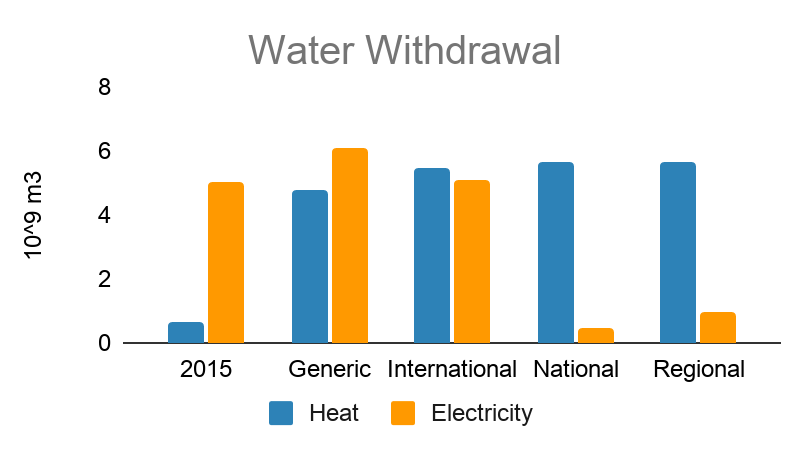 Water Withdrawal
8
6
4
2
0
10^9 m3
2015 Generic International National Regional
Heat Electricity